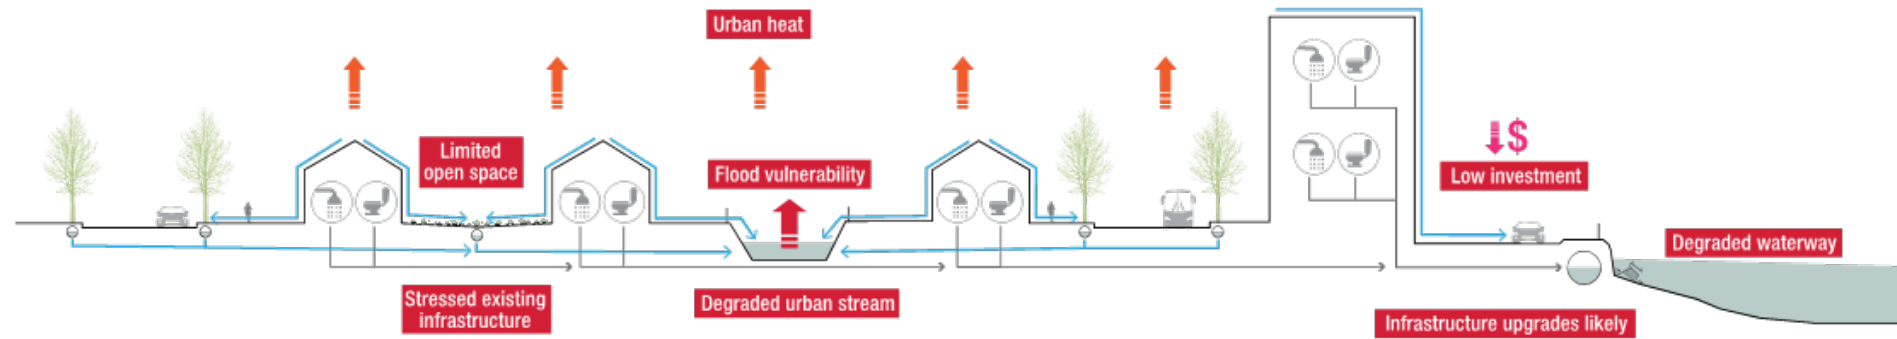 Urban heat
Limited
open space
Flood vulnerability
$
Low investment
Degraded waterway
Stressed existing
infrastructure
Degraded urban stream
Infrastructure upgrades likely